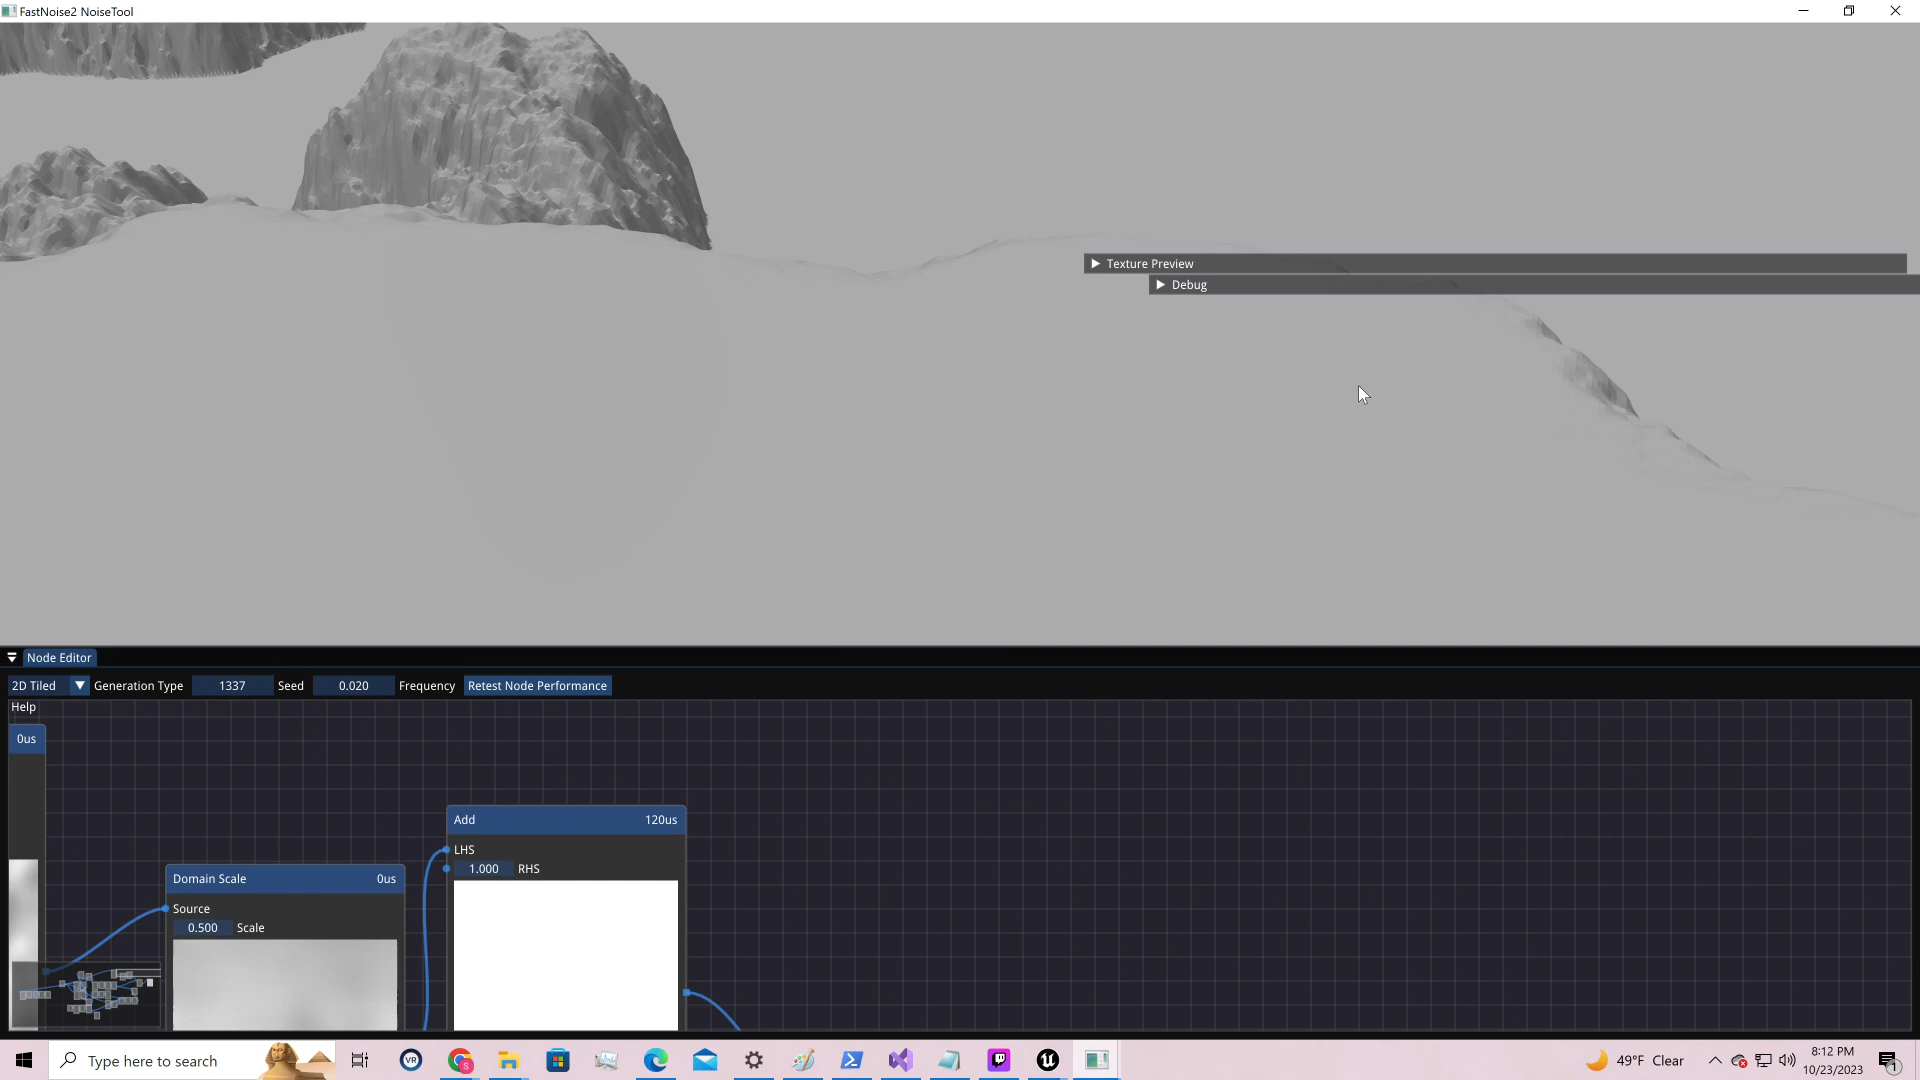 FastNoise2 NoiseTool
Texture Preview
Debug
Node Editor
2D Tiled Generation Type 1337 Seed 0.020 Frequency Retest Node Performance
Help
0us
Add 120us
LHS
1.000 RHS
Domain Scale 0us
Source
0.500 Scale
Type here to search
VR
S
49°F Clear
8:12 PM
10/23/2023
1